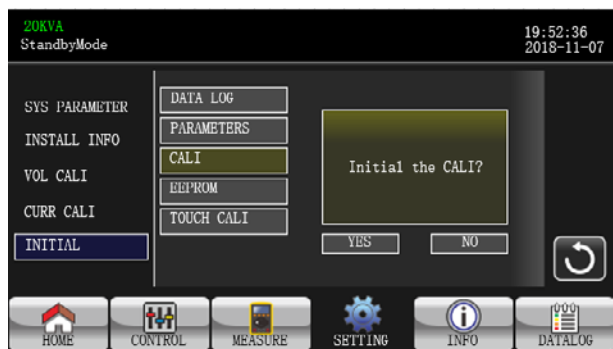 20KVA
StandbyMode
19:52:36
2018-11-07
SYS PARAMETER
INSTALL INFO
VOL CALI
CURR CALI
INITIAL
DATA LOG
PARAMETERS
CALI
EEPROM
TOUCH CALI
Initial the CALI?
YES
NO
HOME
CONTROL
MEASURE
SETTING
INFO
DATALOG